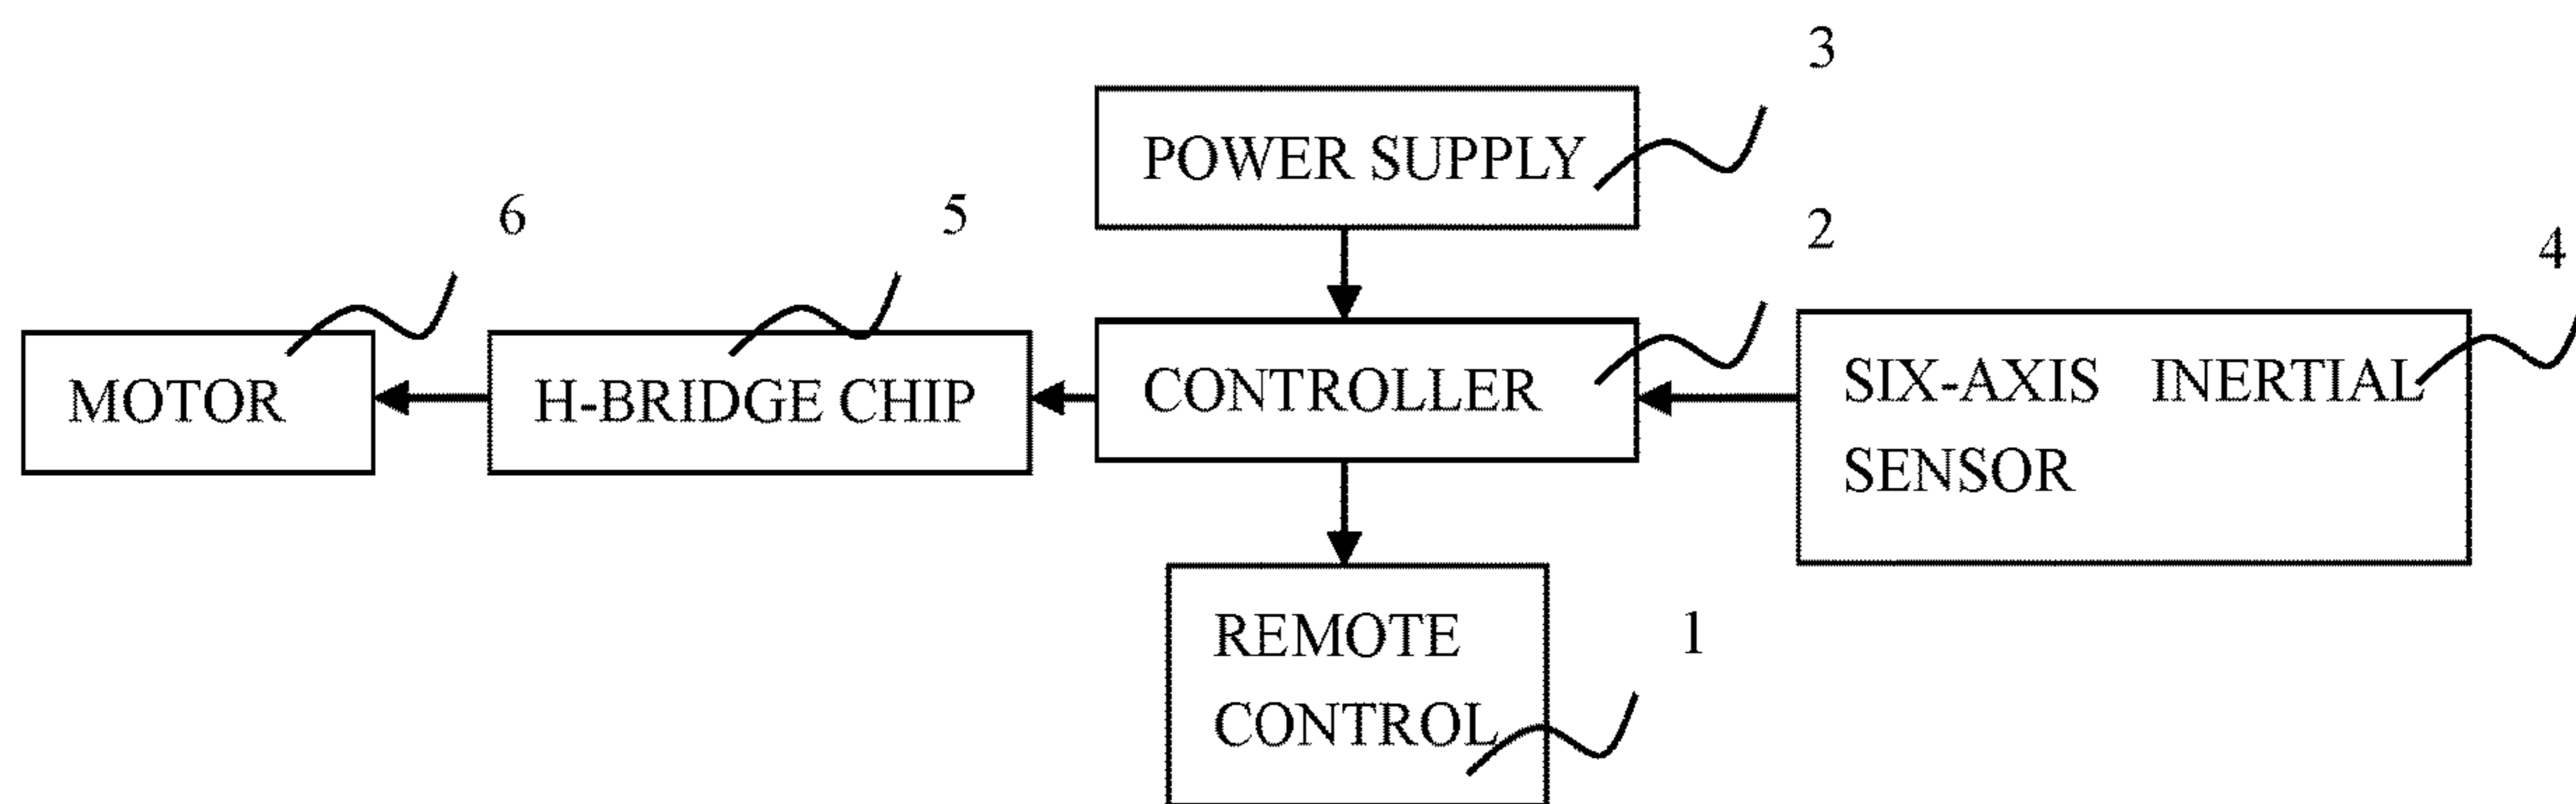 3
POWER SUPPLY
6
5
2
4
MOTOR
H-BRIDGE CHIP
CONTROLLER
SIX-AXIS INERTIAL
SENSOR
REMOTE
CONTROL
1